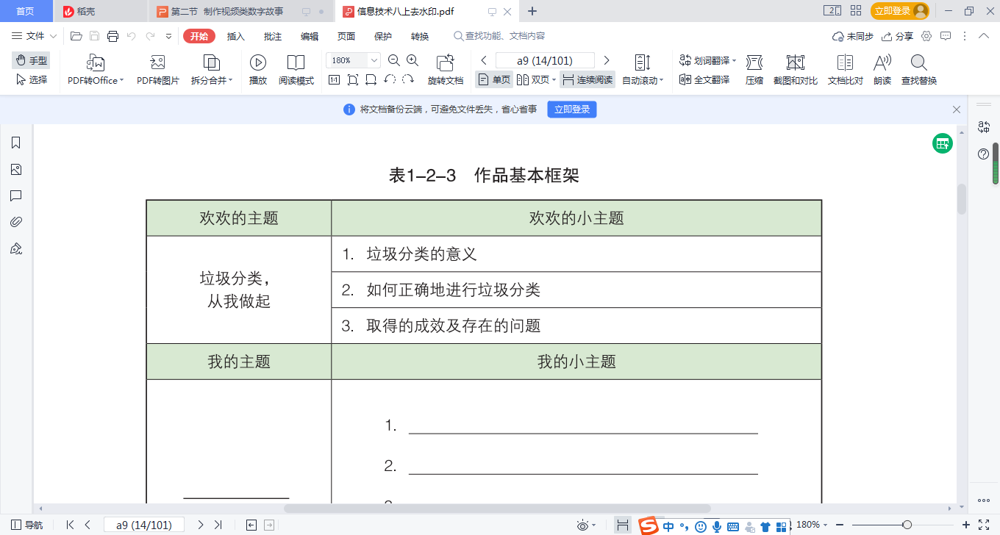 首页 稻壳 第二节 制作视频类数字故事 信息技术八上去水印.pdf 立即登录
文件 开始 插入 批注 编辑 页面 保护 转换 查找功能、文档内容 未同步 分享
手型 180% a9 (14/101) 划词翻译
选择 PDF转Office PDF转图片 拆分合并 播放 阅读模式 旋转文档 单页 双页 连续阅读 自动滚动 全文翻译 压缩 截图和对比 文档比对 朗读 查找替换
将文档备份云端，可避免文件丢失，省心省事 立即登录
表1-2-3 作品基本框架
欢欢的主题 欢欢的小主题
垃圾分类，
从我做起
1. 垃圾分类的意义
2. 如何正确地进行垃圾分类
3. 取得的成效及存在的问题
我的主题 我的小主题
1.
2.
导航 a9 (14/101) 中 180%